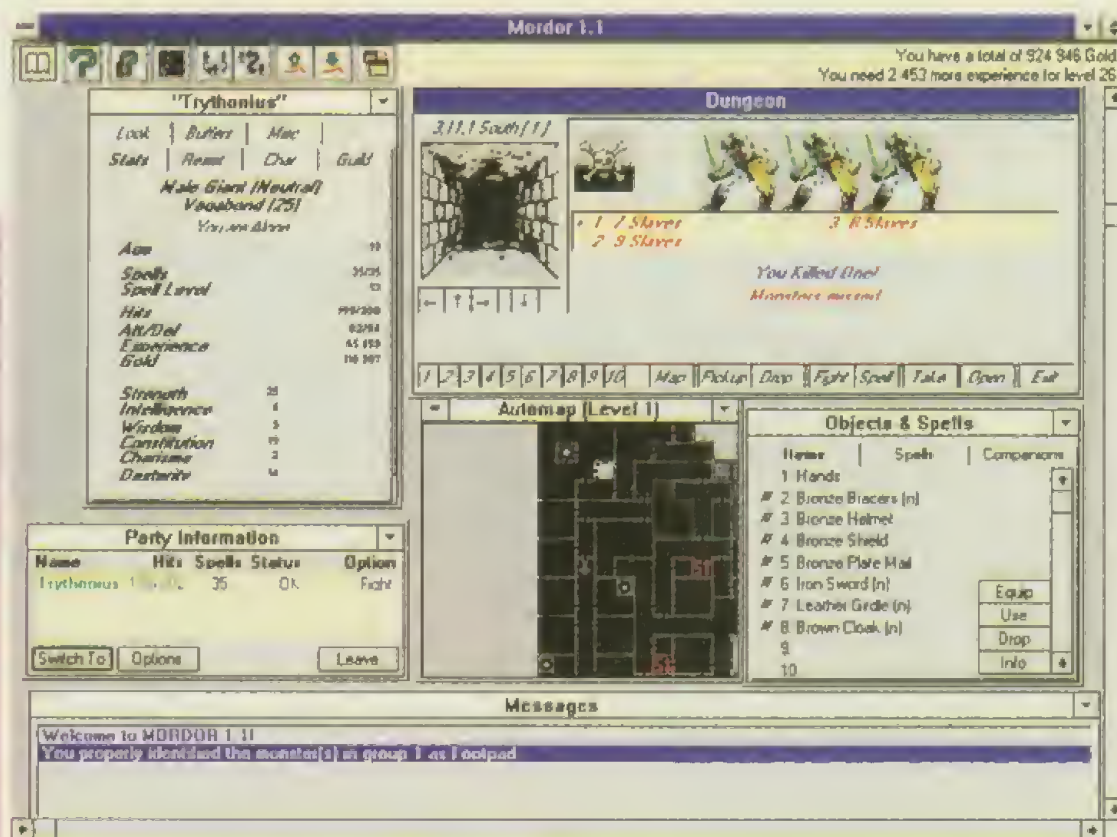 Mordor 1.1
You have a total of 924 946 Gold
You need 2 453 more experience for level 26
"Trythonius"
Look Buffers Misc
Stats Resist Char Guild
Male Giant (Neutral)
Vagabond [25]
You are Alone
Age
Spells 35/35
Spell Level
Hits
Att/Def
Experience
Gold
Strength
Intelligence
Wisdom
Constitution
Charisma
Dexterity
Dungeon
3,11,1 South [1]
1 7 Slaves 3 8 Slaves
2 9 Slaves
You Killed One!
Monsters missed
1 2 3 4 5 6 7 8 9 10 Map Pickup Drop Fight Spell Take Open Exit
Automap (Level 1)
St
St
Objects & Spells
Items Spells Companions
1 Hands
# 2 Bronze Bracers (n)
# 3 Bronze Helmet
# 4 Bronze Shield
# 5 Bronze Plate Mail
# 6 Iron Sword (n)
# 7 Leather Girdle (n)
# 8 Brown Cloak (n)
9
10
Equip
Use
Drop
Info
Party Information
Name Hits Spells Status Option
Trythonius 35 OK Fight
Switch To Options Leave
Messages
Welcome to MORDOR 1.1!
You properly identified the monster(s) in group 1 as Footpad